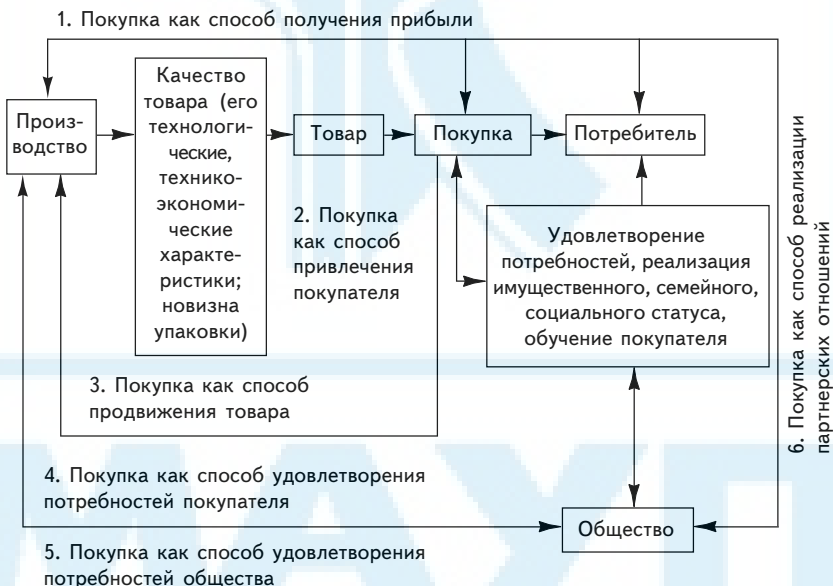 1. Покупка как способ получения прибыли
Произ-
водство
Качество
товара (его
технологи-
ческие,
технико-
экономи-
ческие
характе-
ристики;
новизна
упаковки)
Товар
Покупка
Потребитель
2. Покупка
как способ
привлечения
покупателя
Удовлетворение
потребностей, реализация
имущественного, семейного,
социального статуса,
обучение покупателя
6. Покупка как способ реализации
партнерских отношений
3. Покупка как способ
продвижения товара
4. Покупка как способ удовлетворения
потребностей покупателя
Общество
5. Покупка как способ удовлетворения
потребностей общества
МАУП